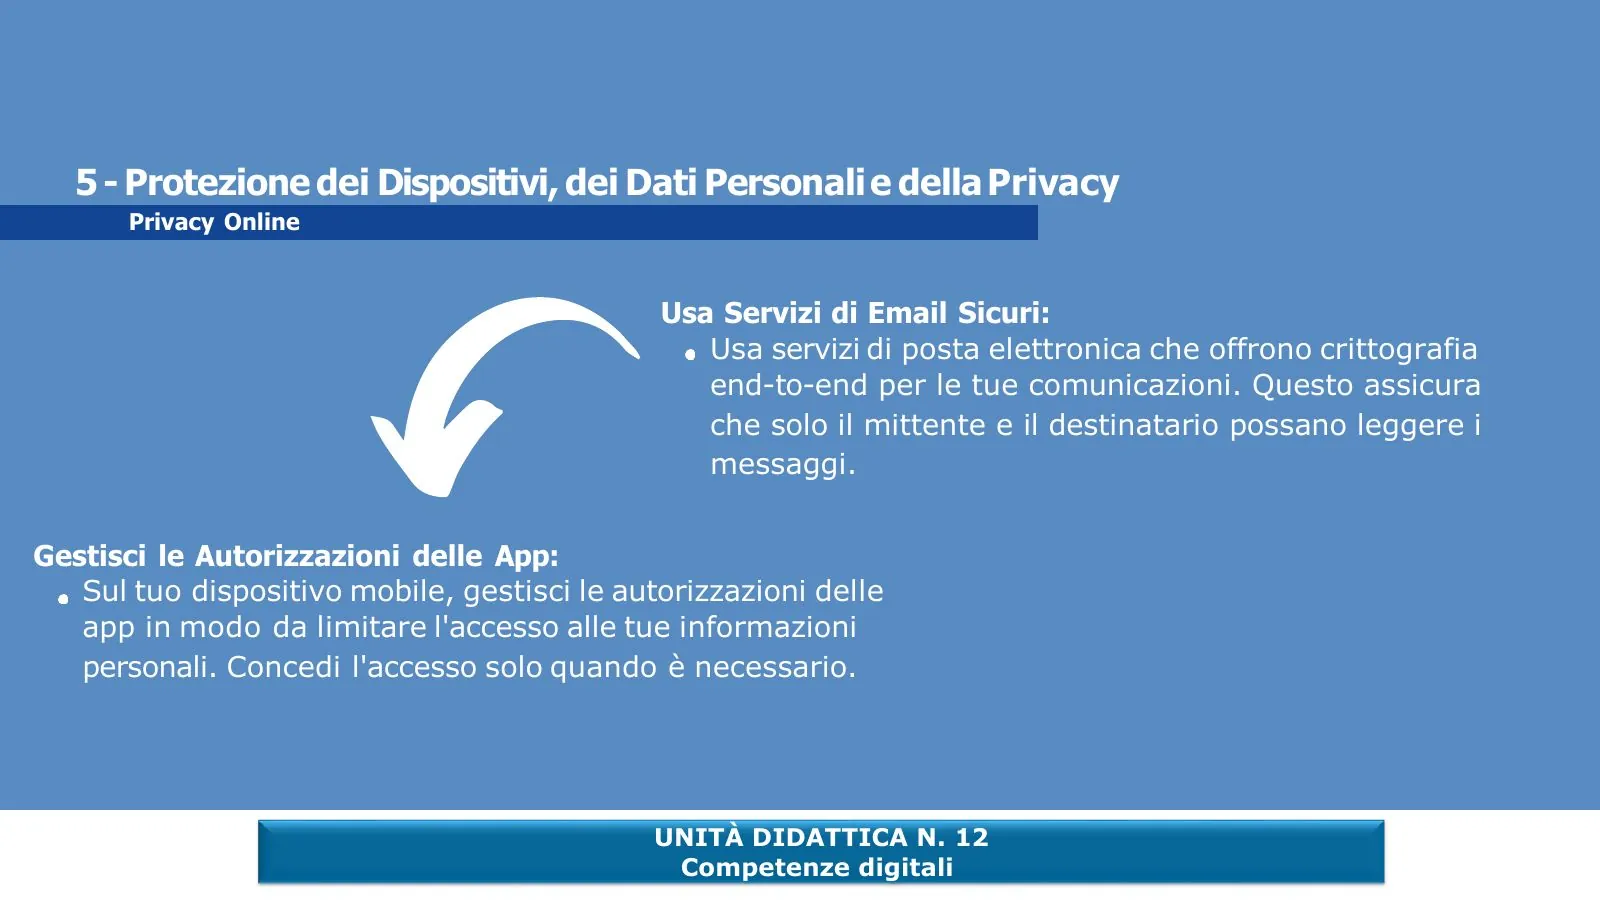 5 - Protezione dei Dispositivi, dei Dati Personali e della Privacy
Privacy Online
Usa Servizi di Email Sicuri:
• Usa servizi di posta elettronica che offrono crittografia
end-to-end per le tue comunicazioni. Questo assicura
che solo il mittente e il destinatario possano leggere i
messaggi.
Gestisci le Autorizzazioni delle App:
• Sul tuo dispositivo mobile, gestisci le autorizzazioni delle
app in modo da limitare l'accesso alle tue informazioni
personali. Concedi l'accesso solo quando è necessario.
UNITÀ DIDATTICA N. 12
Competenze digitali